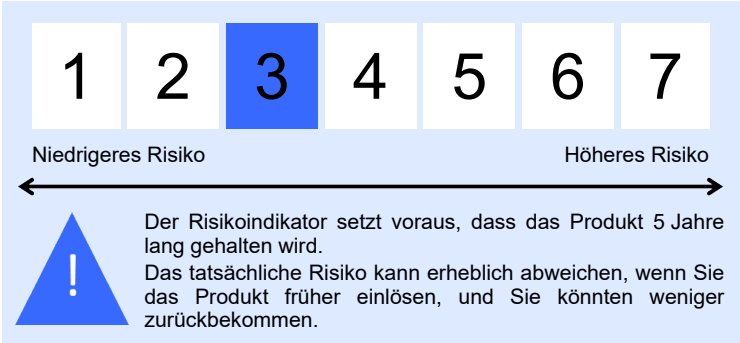 1 2 3 4 5 6 7
Niedrigeres Risiko Höheres Risiko
!
Der Risikoindikator setzt voraus, dass das Produkt 5 Jahre
lang gehalten wird.
Das tatsächliche Risiko kann erheblich abweichen, wenn Sie
das Produkt früher einlösen, und Sie könnten weniger
zurückbekommen.